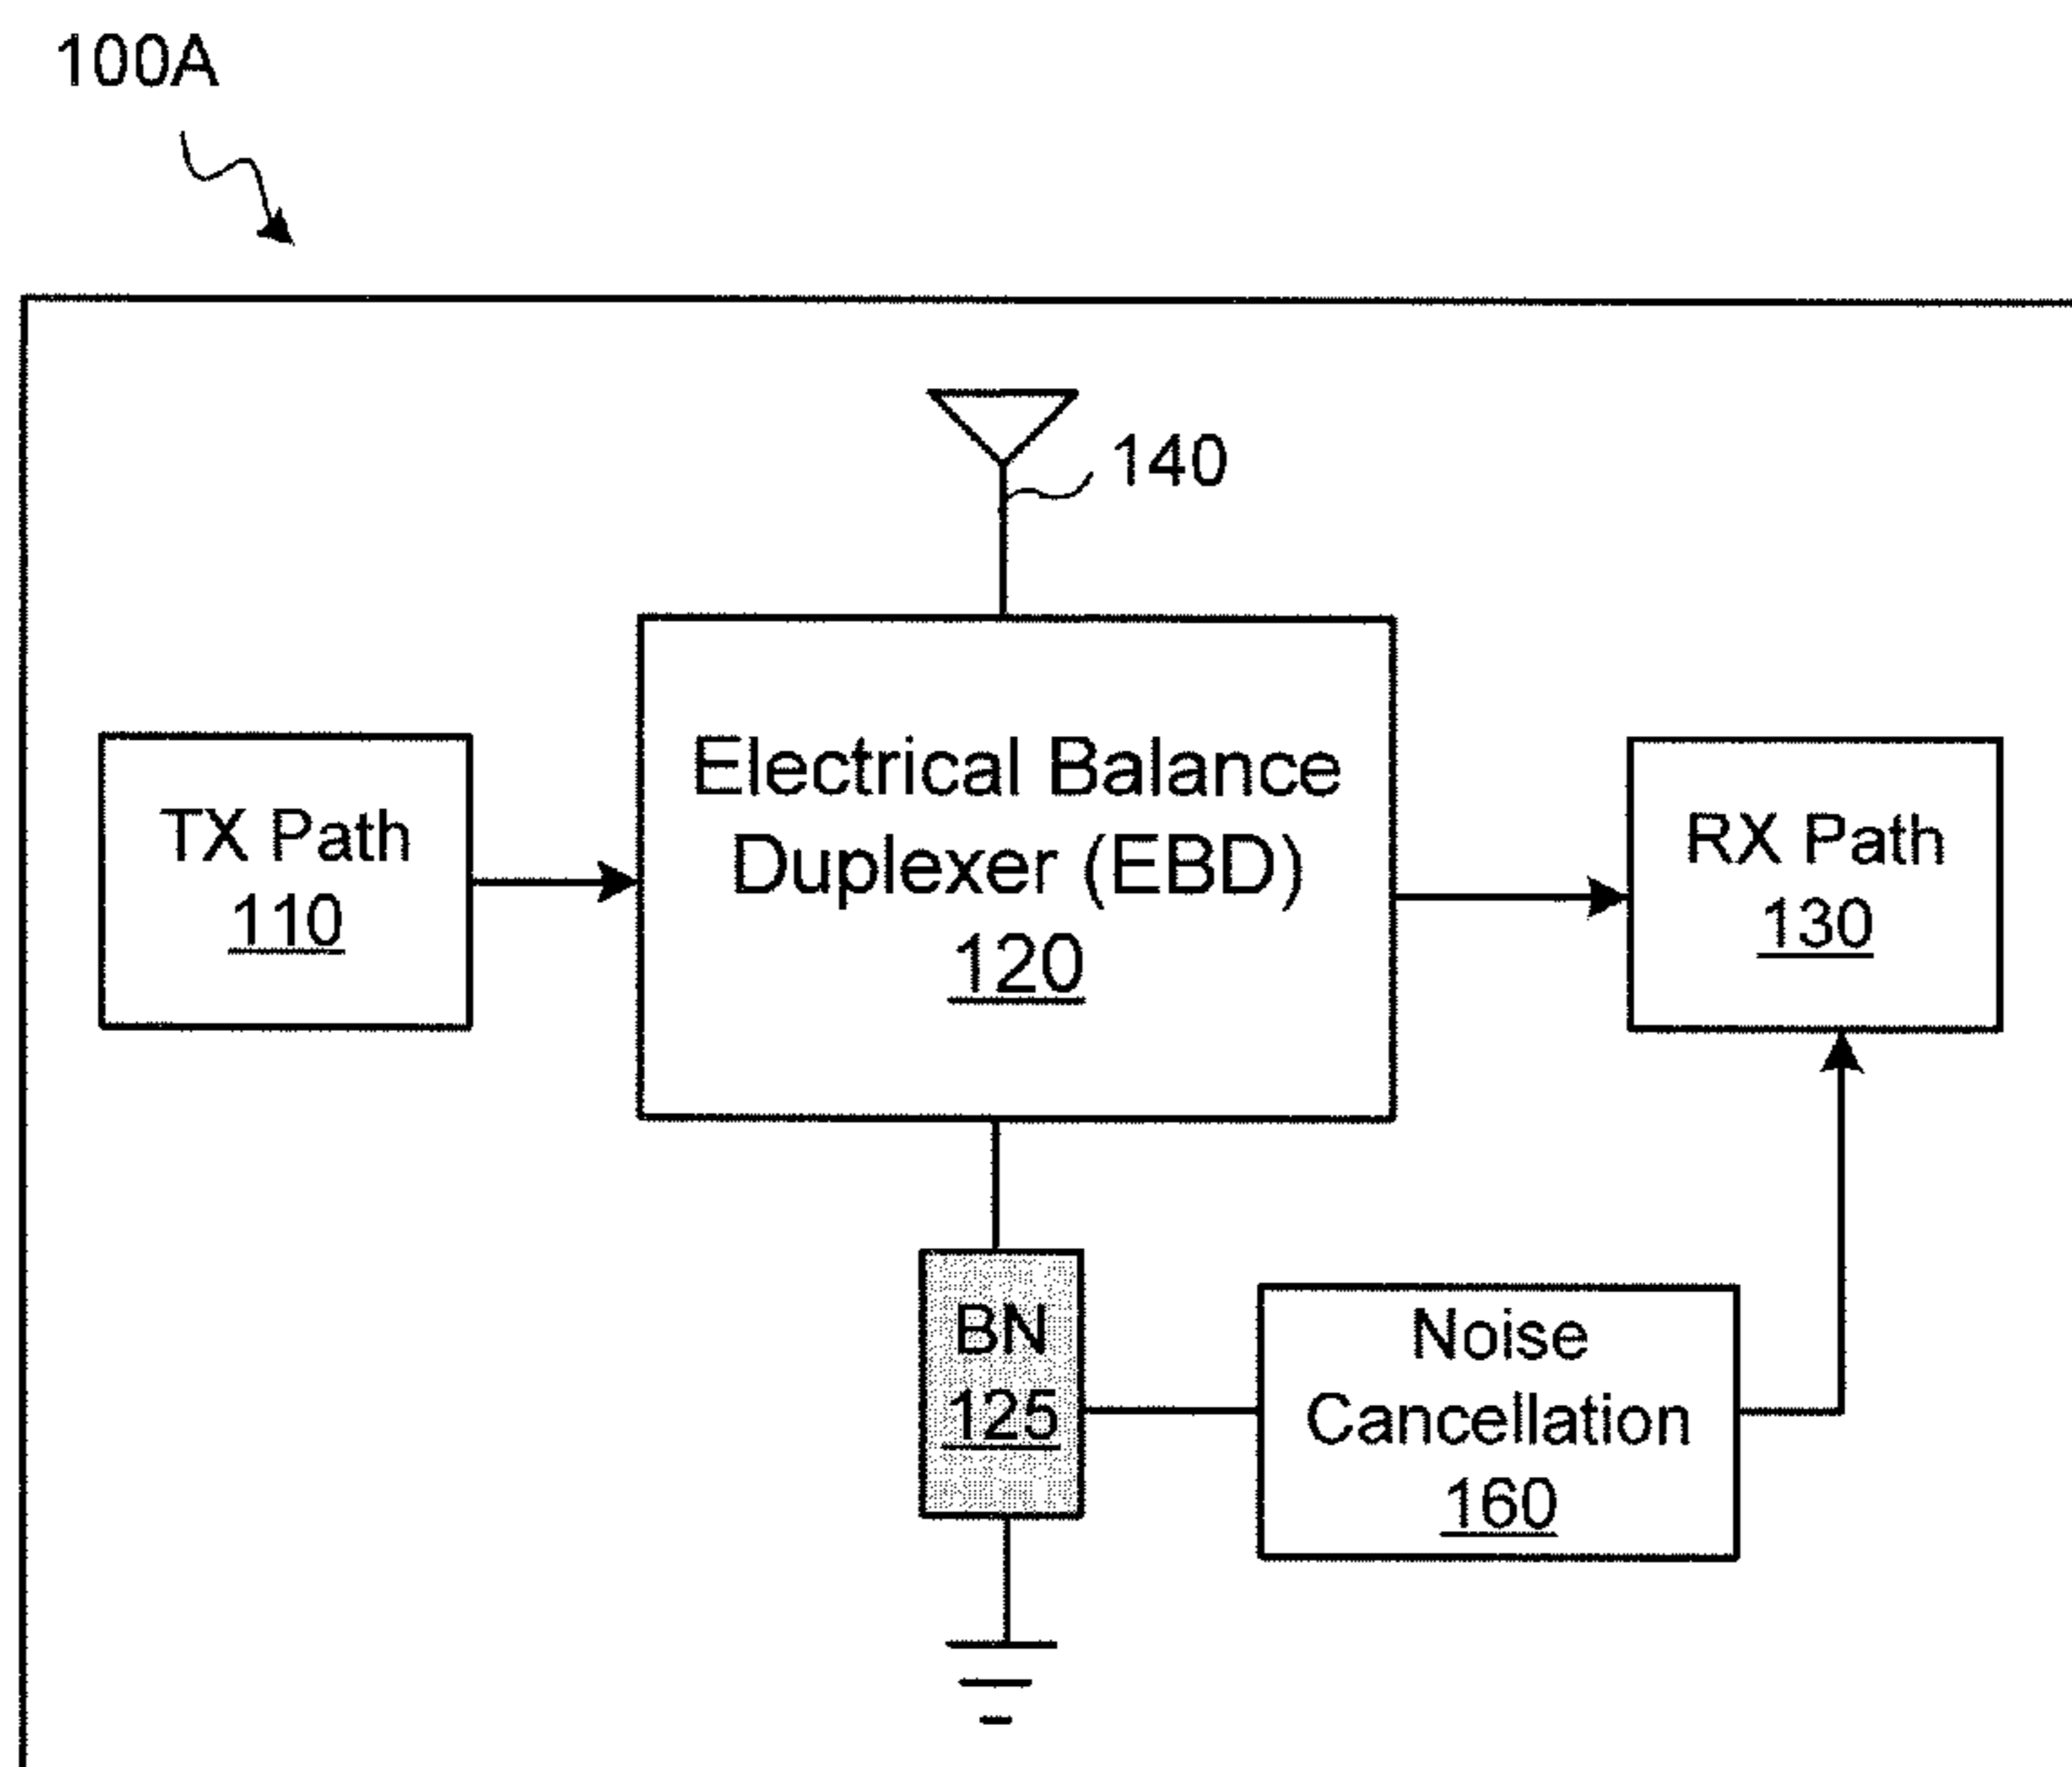 100A
140
Electrical Balance
Duplexer (EBD)
120
TX Path
110
RX Path
130
BN
125
Noise
Cancellation
160